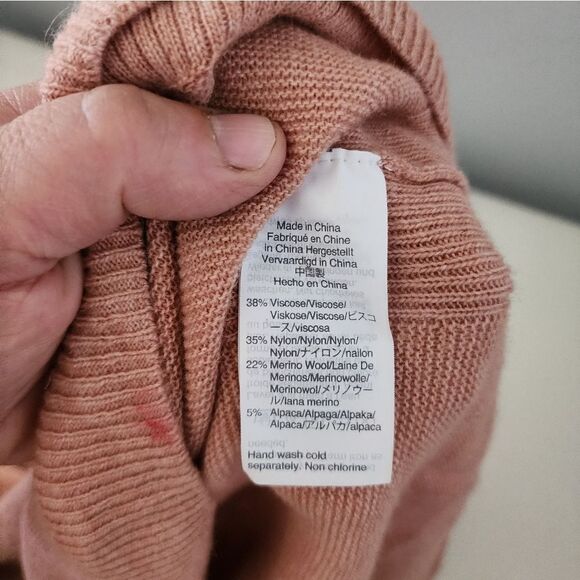 Made in China
Fabriqué en Chine
in China Hergestellt
Vervaardigd in China
中国製
Hecho en China
38% Viscose/Viscose/
Viskose/Viscose/ビスコ
ース/viscosa
35% Nylon/Nylon/Nylon/
Nylon/ナイロン/nailon
22% Merino Wool/Laine De
Merinos/Merinowolle/
Merinowol/メリノウー
ル/lana merino
5% Alpaca/Alpaga/Alpaka/
Alpaca/アルパカ/alpaca
Hand wash cold
separately. Non chlorine